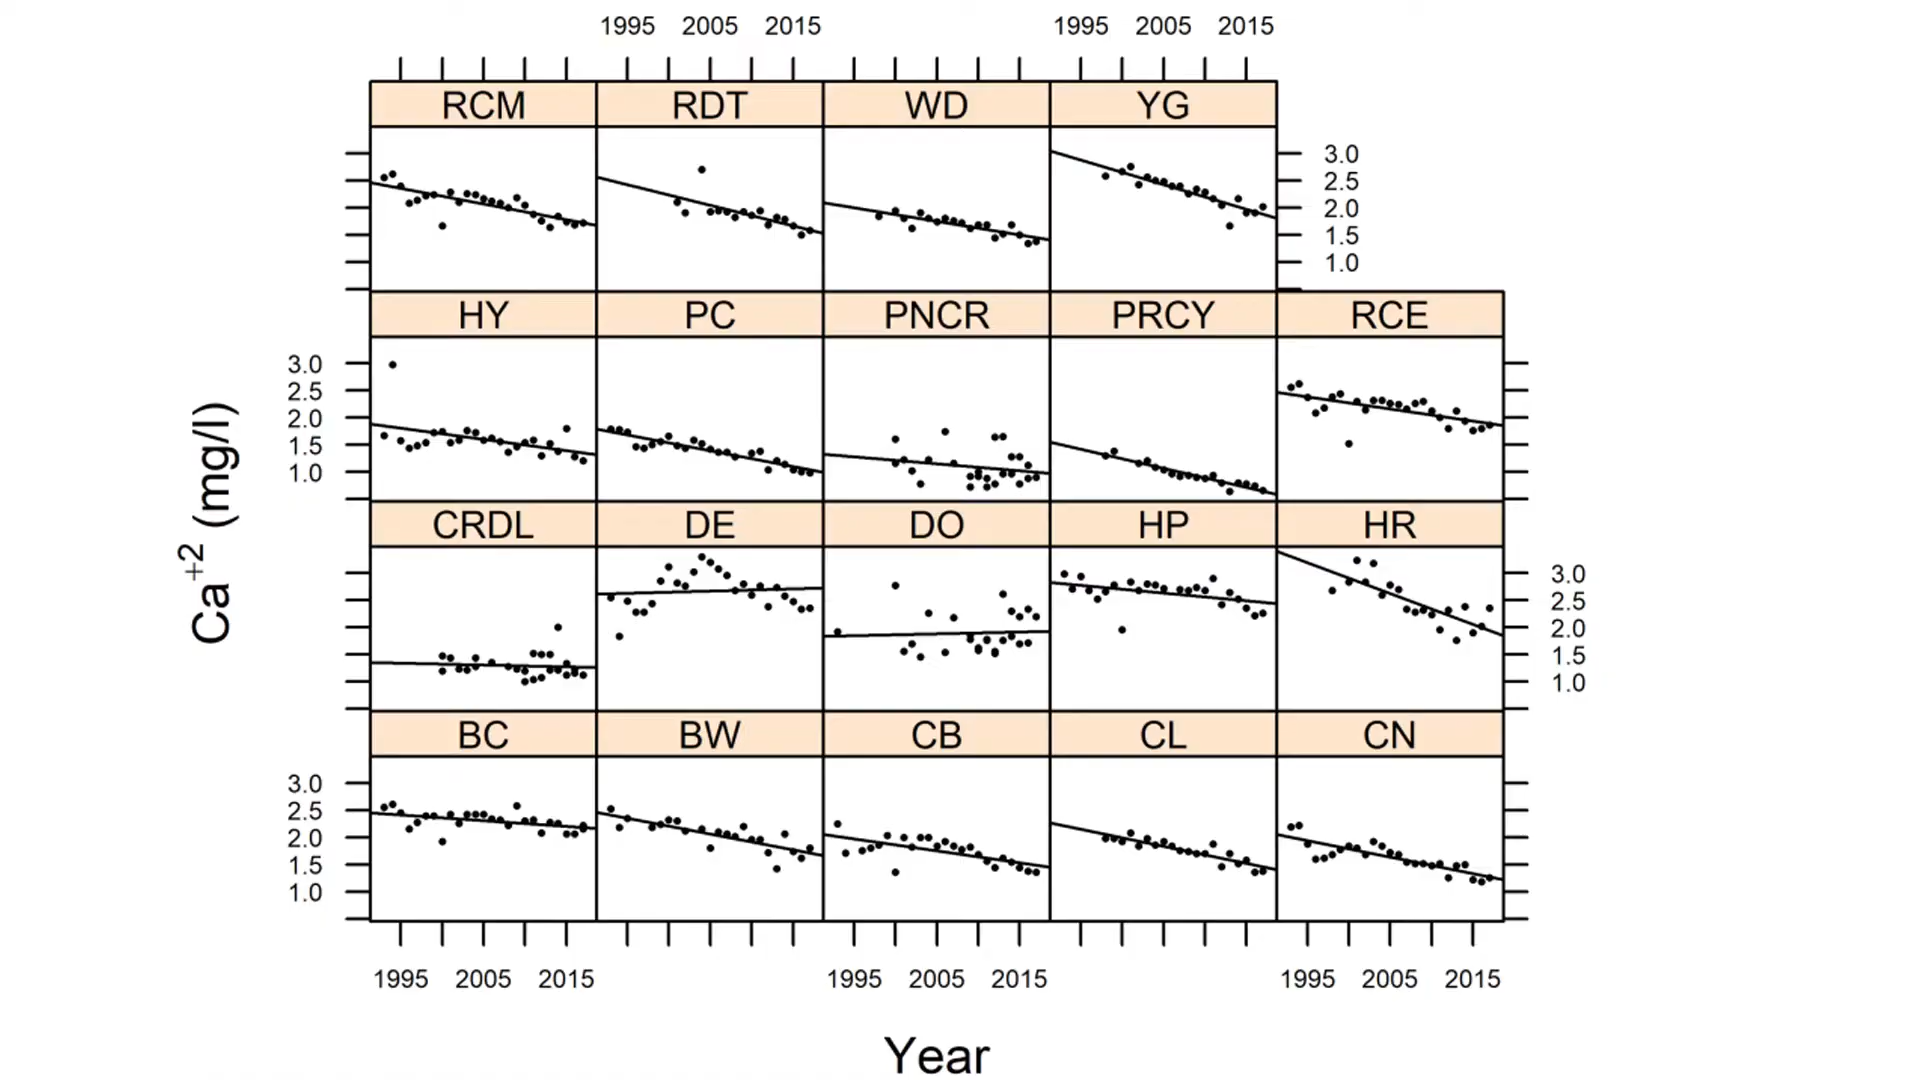 1995 2005 2015 1995 2005 2015
RCM RDT WD YG
3.0
2.5
2.0
1.5
1.0
HY PC PNCR PRCY RCE
3.0
2.5
2.0
1.5
1.0
CRDL DE DO HP HR
3.0
2.5
2.0
1.5
1.0
BC BW CB CL CN
3.0
2.5
2.0
1.5
1.0
1995 2005 2015 1995 2005 2015 1995 2005 2015
Ca⁺² (mg/l)
Year